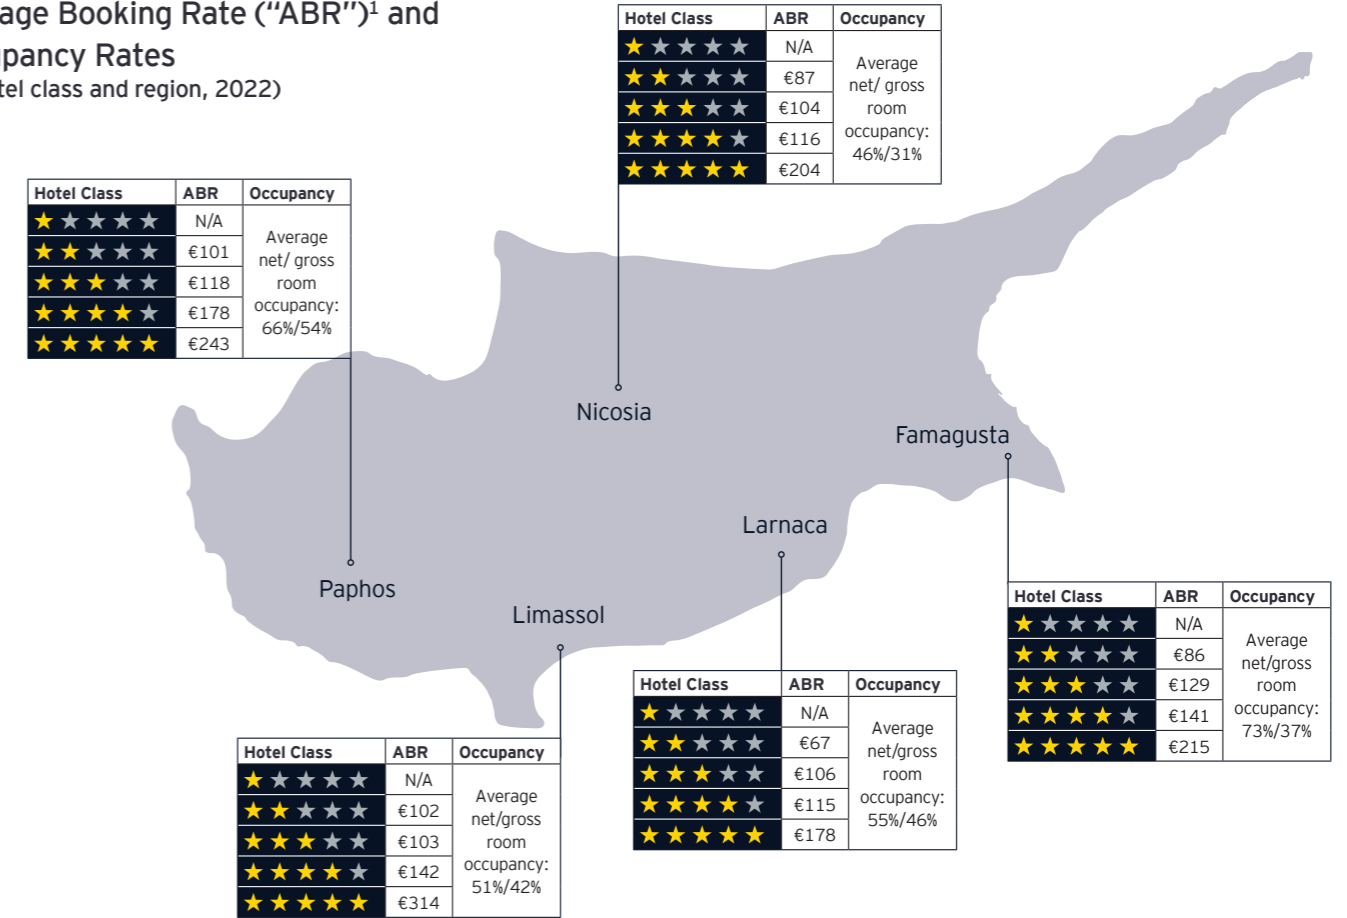 age Booking Rate (“ABR”)¹ and
pancy Rates
tel class and region, 2022)
Hotel Class ABR Occupancy
N/A
€87
€104
€116
€204
Average
net/ gross
room
occupancy:
46%/31%
Hotel Class ABR Occupancy
N/A
€101
€118
€178
€243
Average
net/ gross
room
occupancy:
66%/54%
Nicosia
Famagusta
Larnaca
Paphos
Limassol
Hotel Class ABR Occupancy
N/A
€86
€129
€141
€215
Average
net/gross
room
occupancy:
73%/37%
Hotel Class ABR Occupancy
N/A
€67
€106
€115
€178
Average
net/gross
room
occupancy:
55%/46%
Hotel Class ABR Occupancy
N/A
€102
€103
€142
€314
Average
net/gross
room
occupancy:
51%/42%